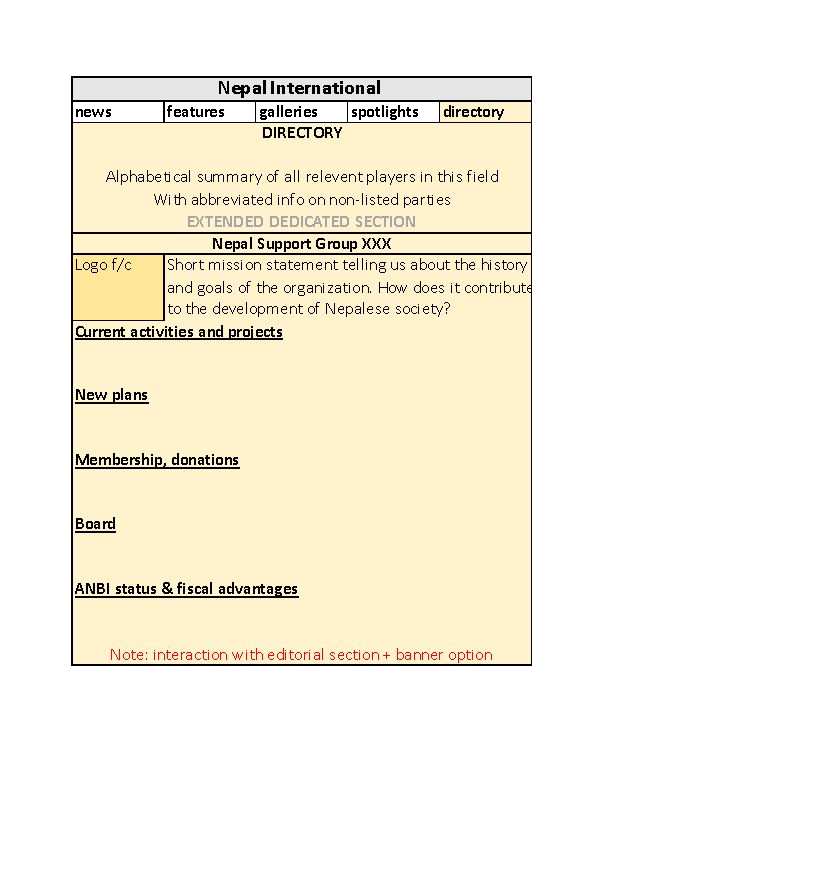 Nepal International
news features galleries spotlights directory
DIRECTORY
Alphabetical summary of all relevent players in this field
With abbreviated info on non-listed parties
EXTENDED DEDICATED SECTION
Nepal Support Group XXX
Logo f/c Short mission statement telling us about the history
and goals of the organization. How does it contribute
to the development of Nepalese society?
Current activities and projects
New plans
Membership, donations
Board
ANBI status & fiscal advantages
Note: interaction with editorial section + banner option